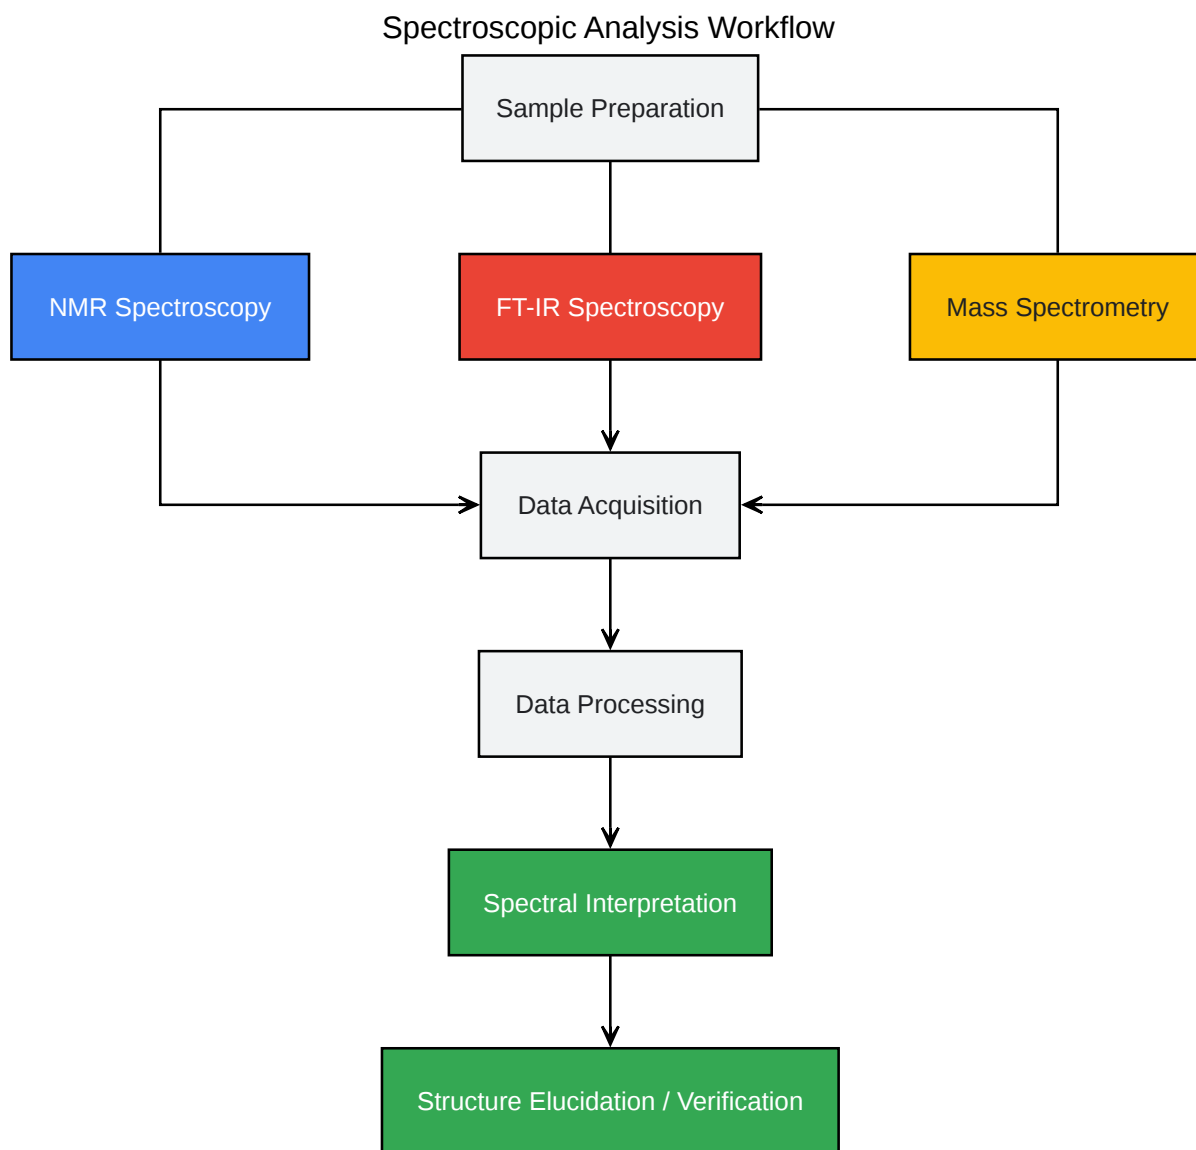 Spectroscopic Analysis Workflow
Sample Preparation
NMR Spectroscopy
FT-IR Spectroscopy
Mass Spectrometry
Data Acquisition
Data Processing
Spectral Interpretation
Structure Elucidation / Verification